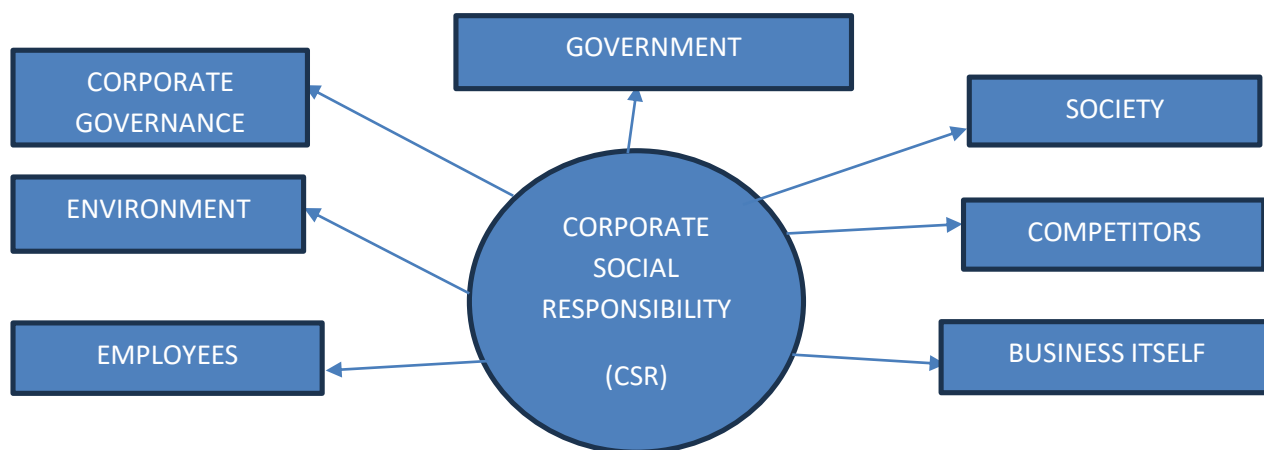 GOVERNMENT
CORPORATE
GOVERNANCE
SOCIETY
ENVIRONMENT
COMPETITORS
CORPORATE
SOCIAL
RESPONSIBILITY
(CSR)
EMPLOYEES
BUSINESS ITSELF